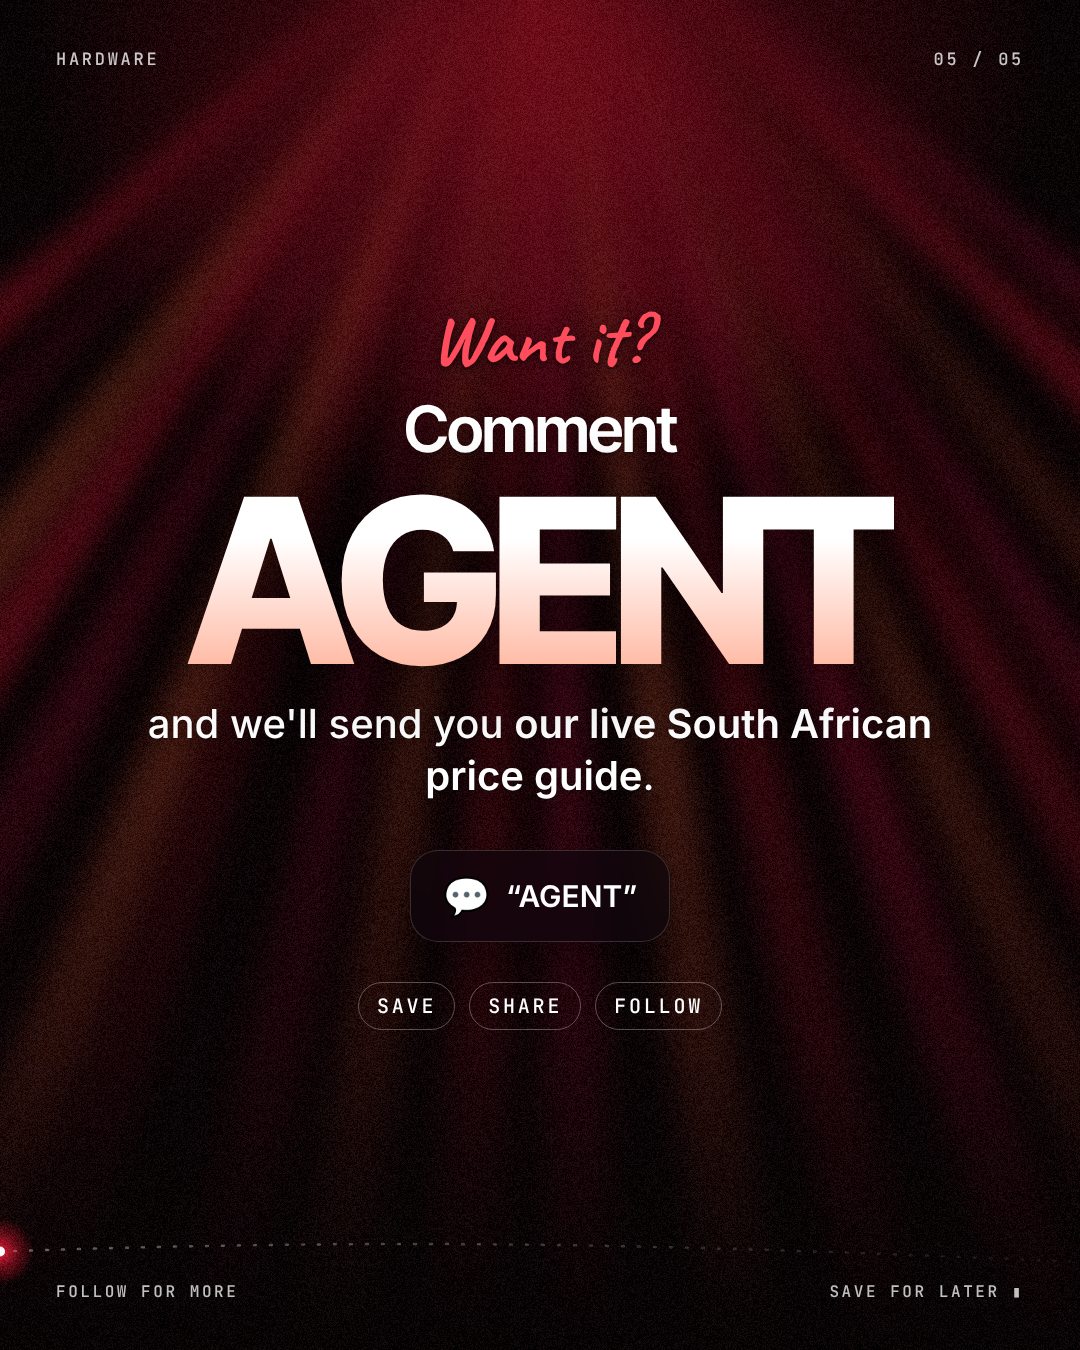 HARDWARE
05 / 05
Want it?
Comment
AGENT
and we'll send you our live South African
price guide.
“AGENT”
SAVE
SHARE
FOLLOW
FOLLOW FOR MORE
SAVE FOR LATER